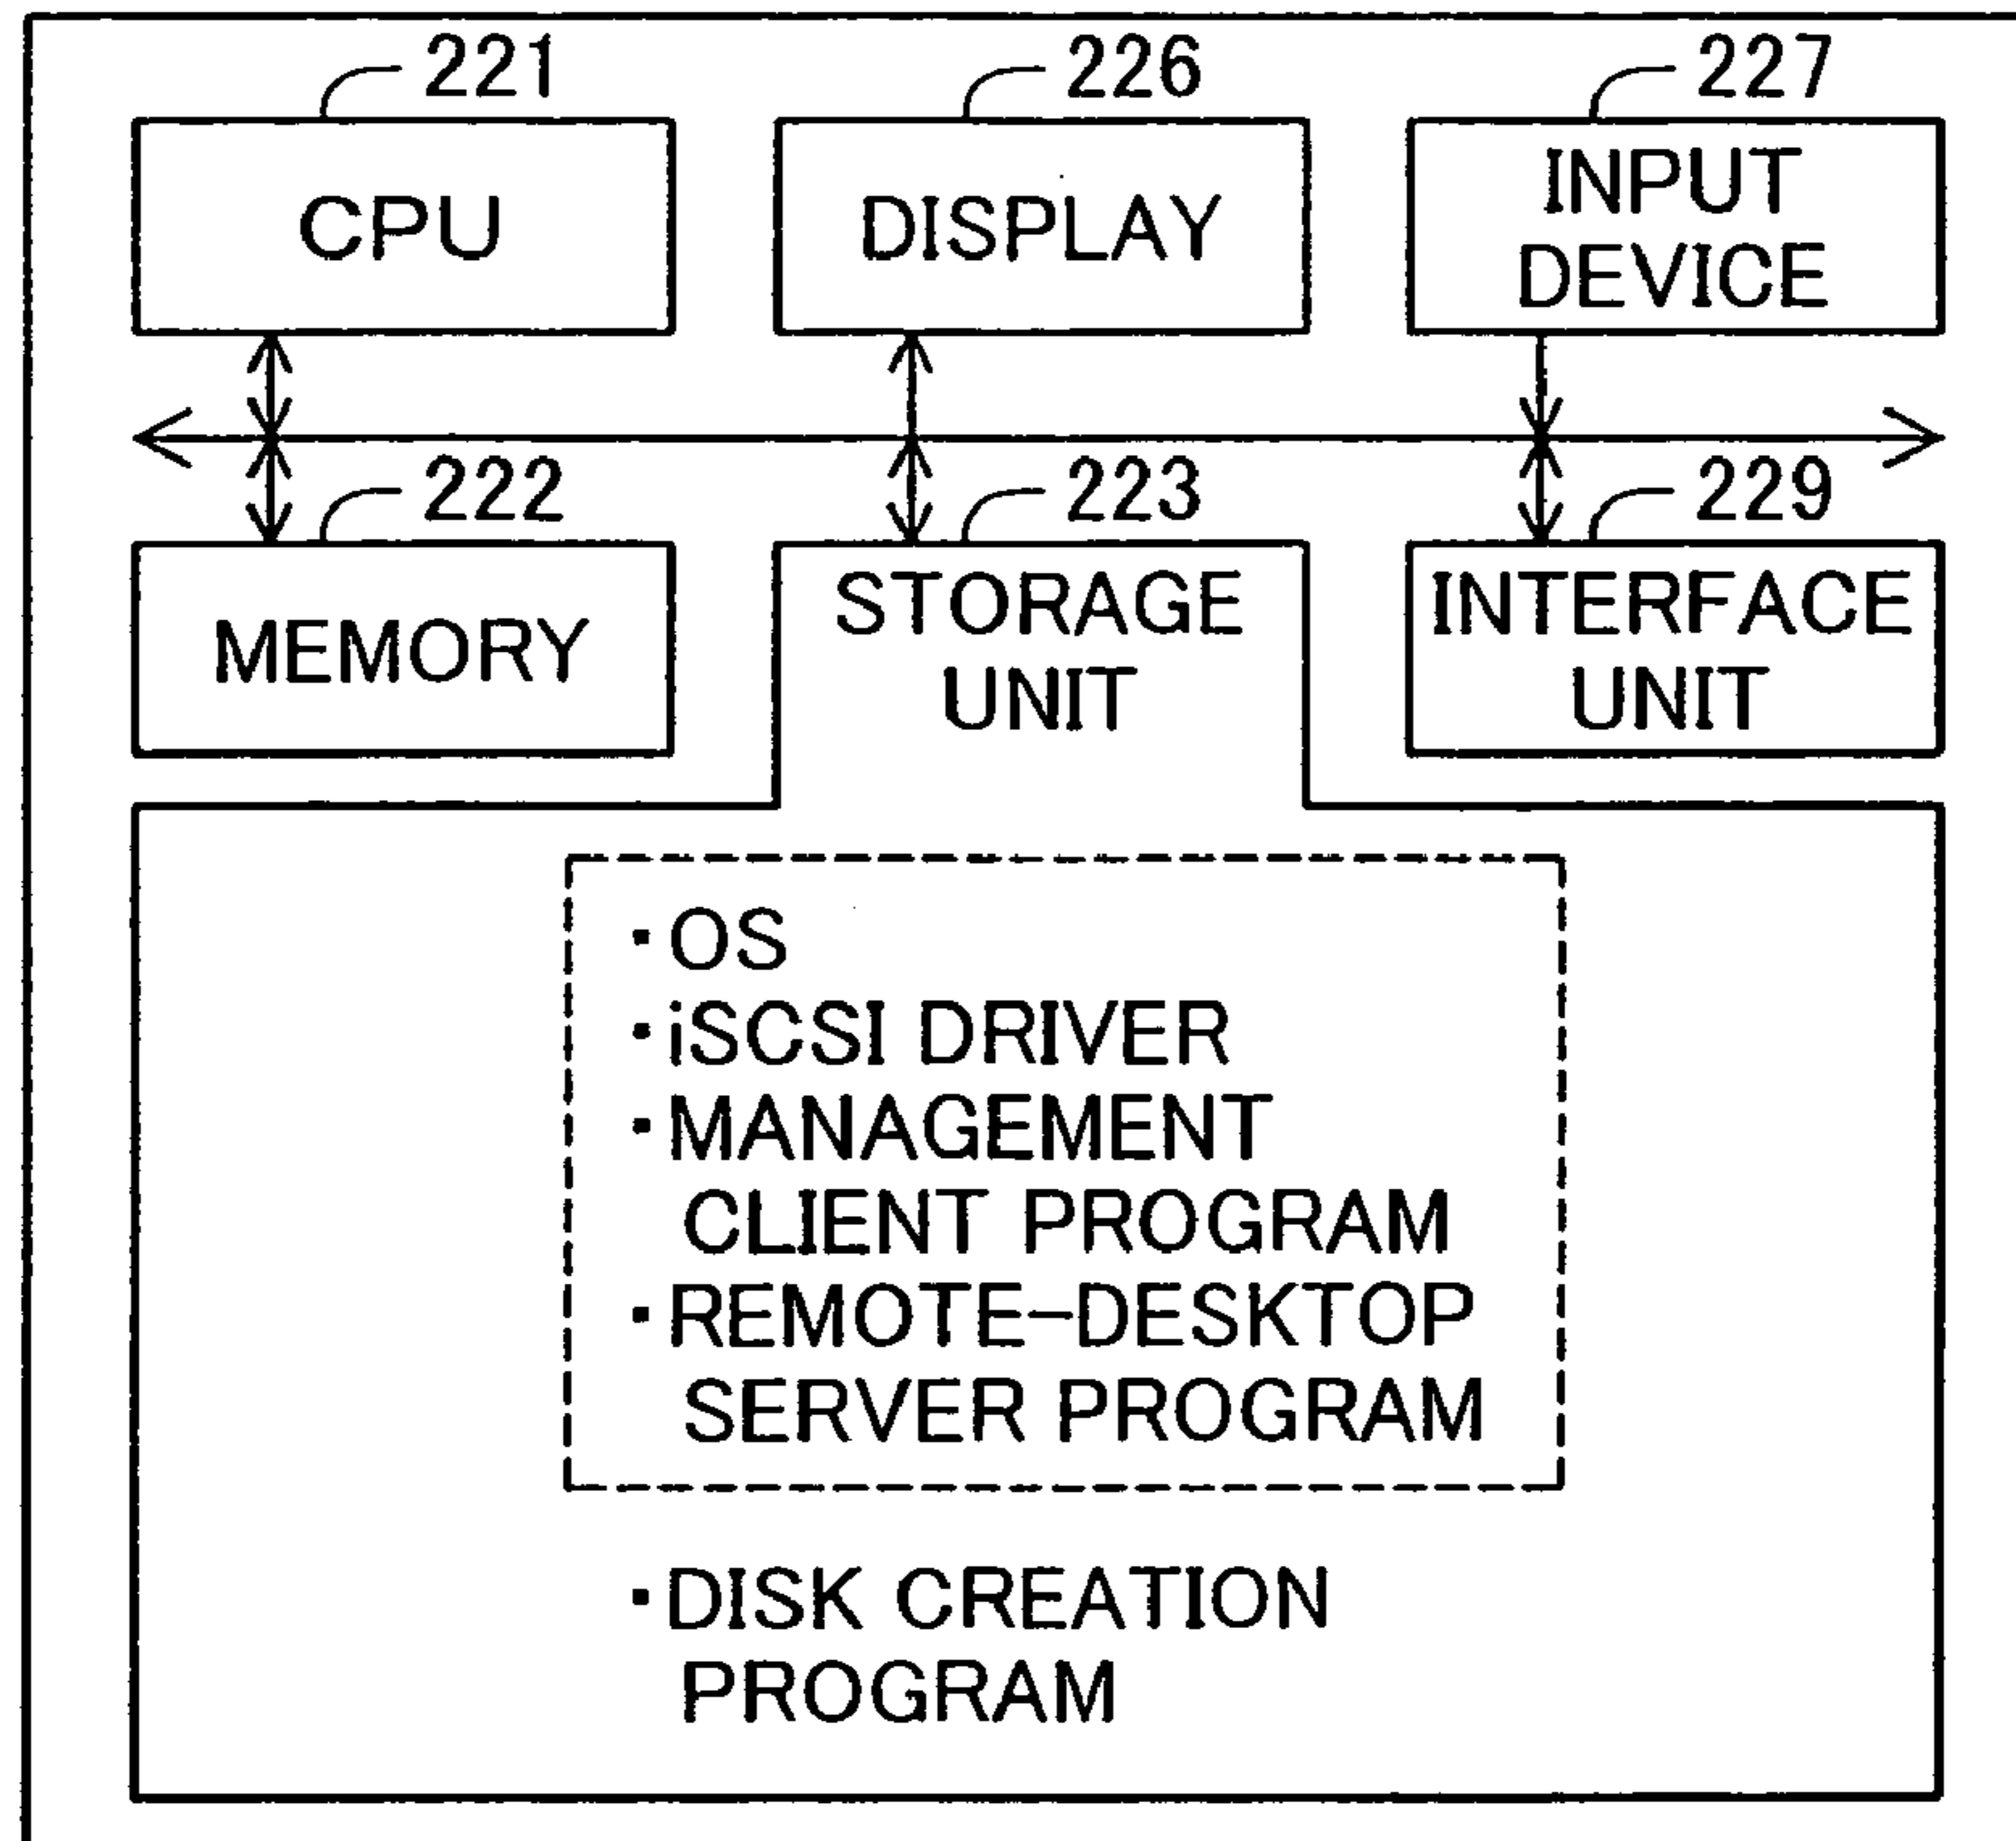 221
226
227
CPU
DISPLAY
INPUT
DEVICE
222
223
229
MEMORY
STORAGE
UNIT
INTERFACE
UNIT
・OS
・iSCSI DRIVER
・MANAGEMENT
CLIENT PROGRAM
・REMOTE-DESKTOP
SERVER PROGRAM
・DISK CREATION
PROGRAM